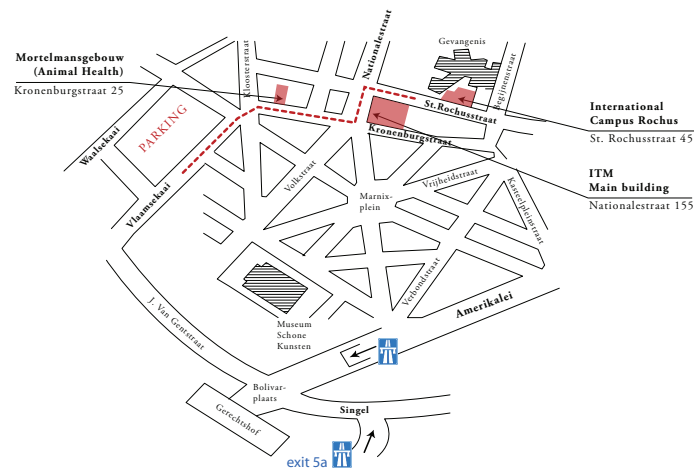 Mortelmansgebouw
(Animal Health)
Kronenburgstraat 25
Kloosterstraat
Nationalestraat
Gevangenis
Begijnenstraat
St. Rochusstraat
Kronenburgstraat
International
Campus Rochus
St. Rochusstraat 45
ITM
Main building
Nationalestraat 155
Waalsekaai
PARKING
Vlaamsekaai
Volkstraat
Marnix-
plein
Vrijheidstraat
Kasteelpleinstraat
Verbondstraat
Amerikalei
J. Van Gentstraat
Museum
Schone
Kunsten
Bolivar-
plaats
Gerechtshof
Singel
exit 5a